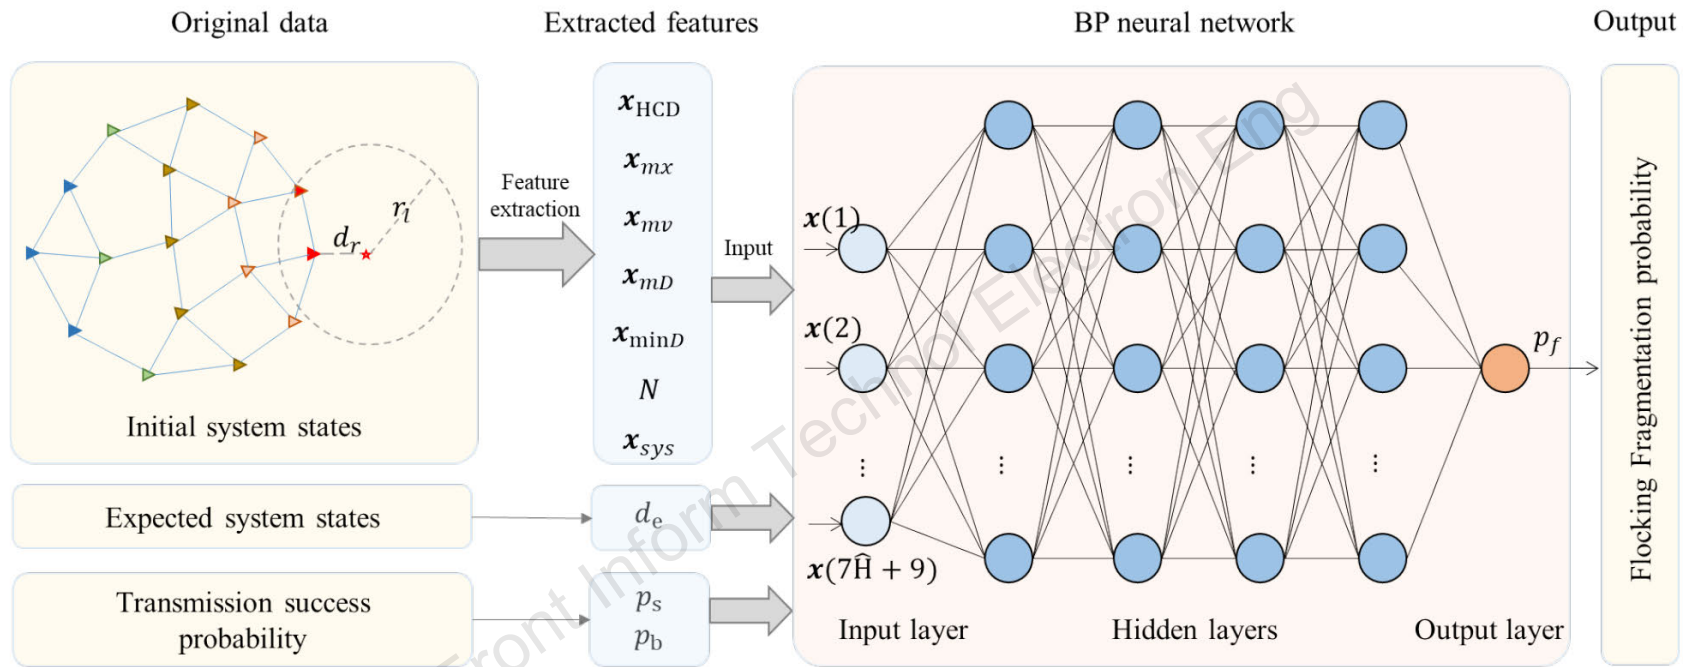 Original data
Extracted features
BP neural network
Output
d_r
r_l
Initial system states
Expected system states
Transmission success
probability
Feature
extraction
x_HCD
x_mx
x_mv
x_mD
x_minD
N
x_sys
d_e
p_s
p_b
Input
x(1)
x(2)
⋮
⋮
⋮
⋮
⋮
x(7Ĥ + 9)
Input layer
Hidden layers
Output layer
p_f
Flocking Fragmentation probability
Front Inform Technol Electron Eng